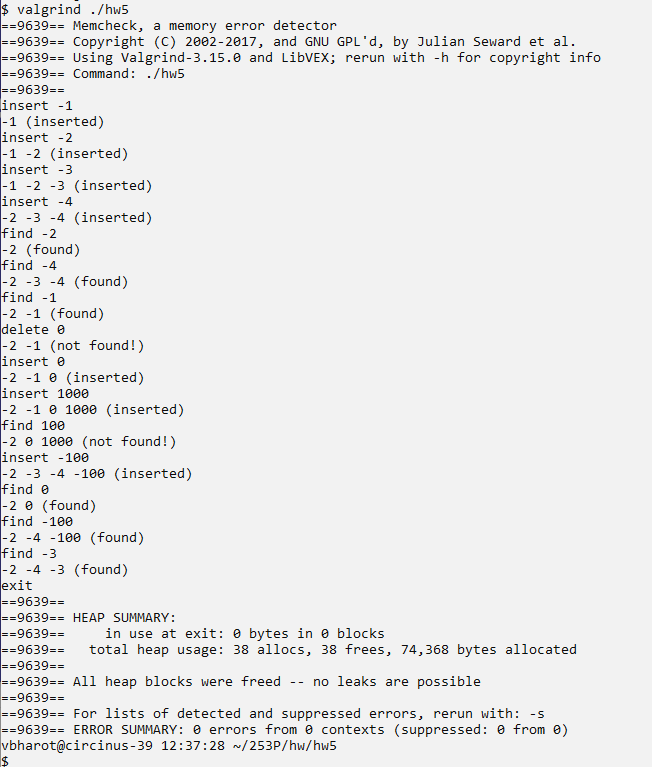 $ valgrind ./hw5
==9639== Memcheck, a memory error detector
==9639== Copyright (C) 2002-2017, and GNU GPL'd, by Julian Seward et al.
==9639== Using Valgrind-3.15.0 and LibVEX; rerun with -h for copyright info
==9639== Command: ./hw5
==9639==
insert -1
-1 (inserted)
insert -2
-1 -2 (inserted)
insert -3
-1 -2 -3 (inserted)
insert -4
-2 -3 -4 (inserted)
find -2
-2 (found)
find -4
-2 -3 -4 (found)
find -1
-2 -1 (found)
delete 0
-2 -1 (not found!)
insert 0
-2 -1 0 (inserted)
insert 1000
-2 -1 0 1000 (inserted)
find 100
-2 0 1000 (not found!)
insert -100
-2 -3 -4 -100 (inserted)
find 0
-2 0 (found)
find -100
-2 -4 -100 (found)
find -3
-2 -4 -3 (found)
exit
==9639==
==9639== HEAP SUMMARY:
==9639==     in use at exit: 0 bytes in 0 blocks
==9639==   total heap usage: 38 allocs, 38 frees, 74,368 bytes allocated
==9639==
==9639== All heap blocks were freed -- no leaks are possible
==9639==
==9639== For lists of detected and suppressed errors, rerun with: -s
==9639== ERROR SUMMARY: 0 errors from 0 contexts (suppressed: 0 from 0)
vbharot@circinus-39 12:37:28 ~/253P/hw/hw5
$